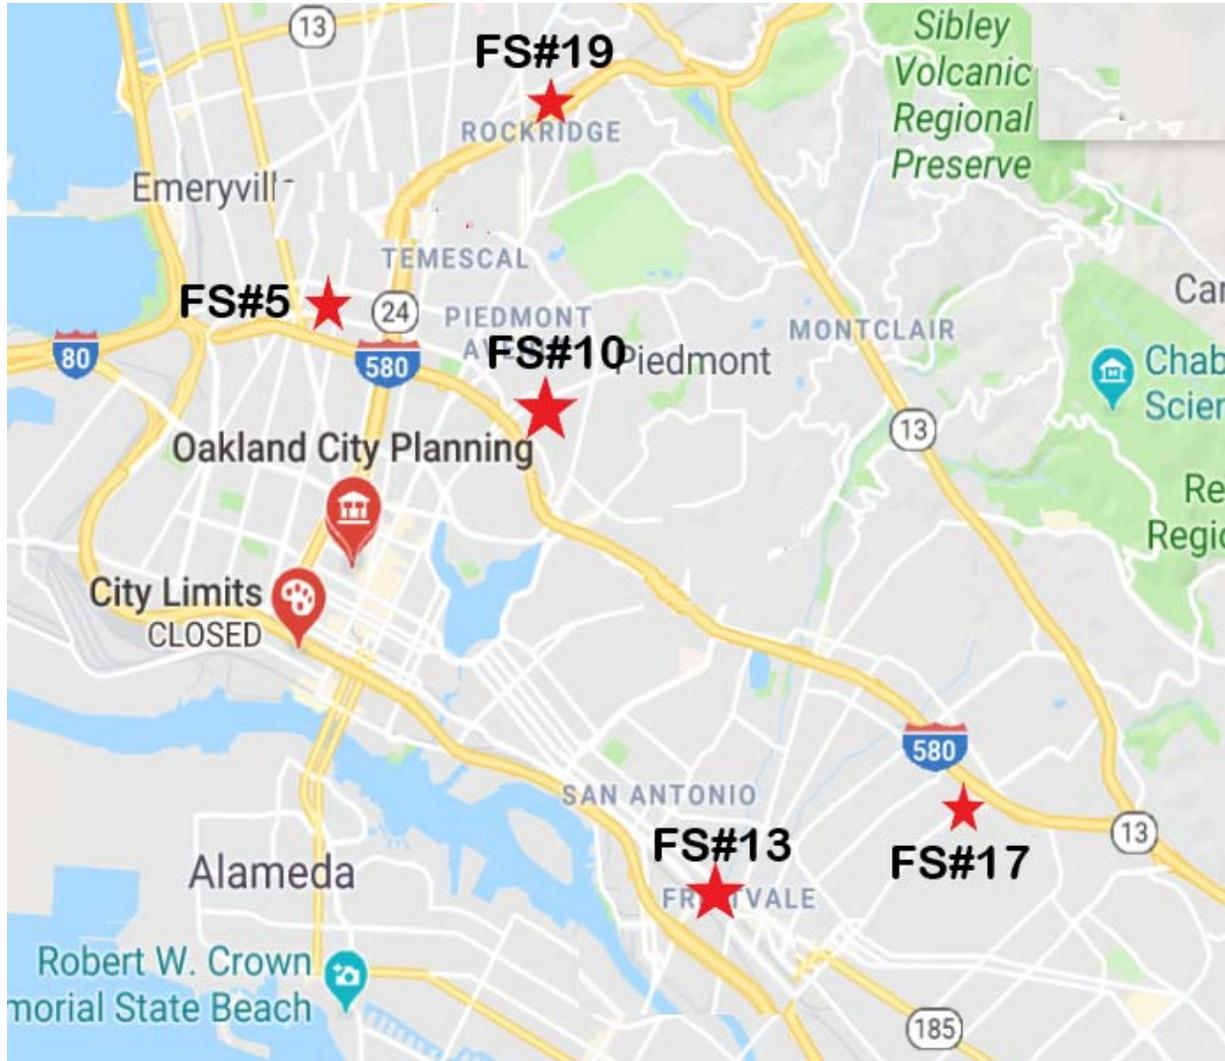 13
FS#19
ROCKRIDGE
Sibley
Volcanic
Regional
Preserve
Emeryvill
TEMESCAL
FS#5
24
PIEDMONT
FS#10
Piedmont
MONTCLAIR
Car
80
580
Chab
Scien
13
Oakland City Planning
Re
Regio
City Limits
CLOSED
580
SAN ANTONIO
FS#13
13
FS#17
Alameda
Robert W. Crown
morial State Beach
185